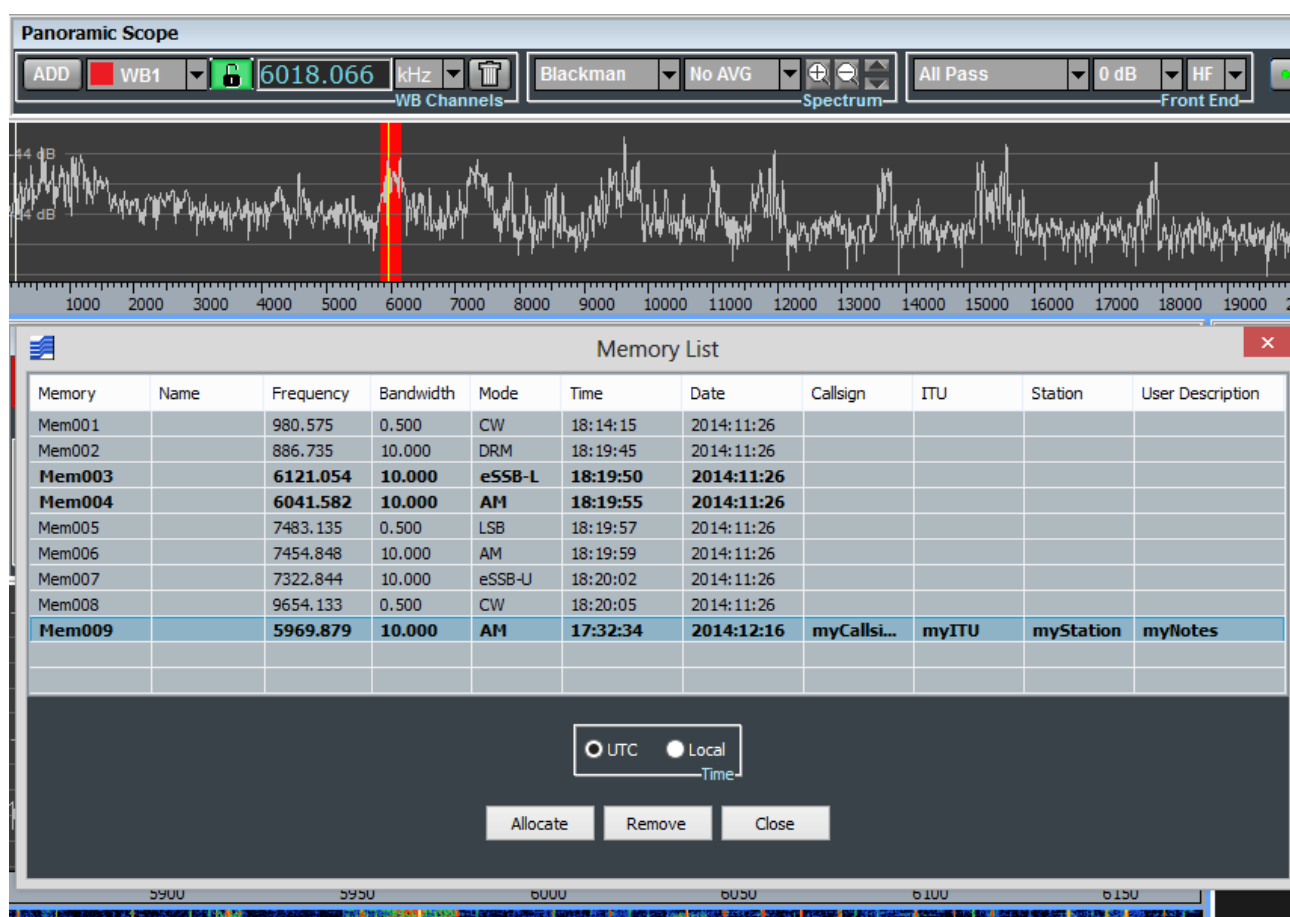 Panoramic Scope
ADD WB1 6018.066 kHz Blackman No AVG All Pass 0 dB HF
WB Channels Spectrum Front End
-44 dB
dB
1000 2000 3000 4000 5000 6000 7000 8000 9000 10000 11000 12000 13000 14000 15000 16000 17000 18000 19000
Memory List
Memory Name Frequency Bandwidth Mode Time Date Callsign ITU Station User Description
Mem001 980.575 0.500 CW 18:14:15 2014:11:26
Mem002 886.735 10.000 DRM 18:19:45 2014:11:26
Mem003 6121.054 10.000 eSSB-L 18:19:50 2014:11:26
Mem004 6041.582 10.000 AM 18:19:55 2014:11:26
Mem005 7483.135 0.500 LSB 18:19:57 2014:11:26
Mem006 7454.848 10.000 AM 18:19:59 2014:11:26
Mem007 7322.844 10.000 eSSB-U 18:20:02 2014:11:26
Mem008 9654.133 0.500 CW 18:20:05 2014:11:26
Mem009 5969.879 10.000 AM 17:32:34 2014:12:16 myCallsi... myITU myStation myNotes
UTC Local
Time
Allocate Remove Close
5900 5950 6000 6050 6100 6150